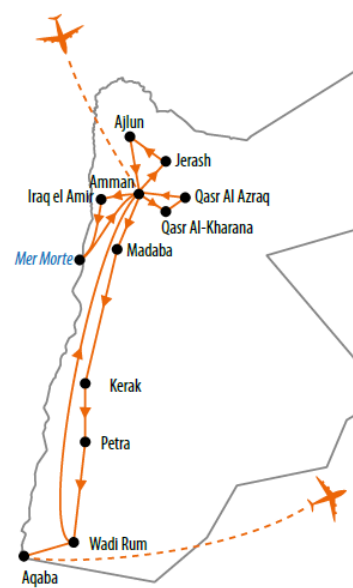 Ajlun
Jerash
Amman
Iraq el Amir
Qasr Al Azraq
Qasr Al-Kharana
Mer Morte
Madaba
Kerak
Petra
Wadi Rum
Aqaba